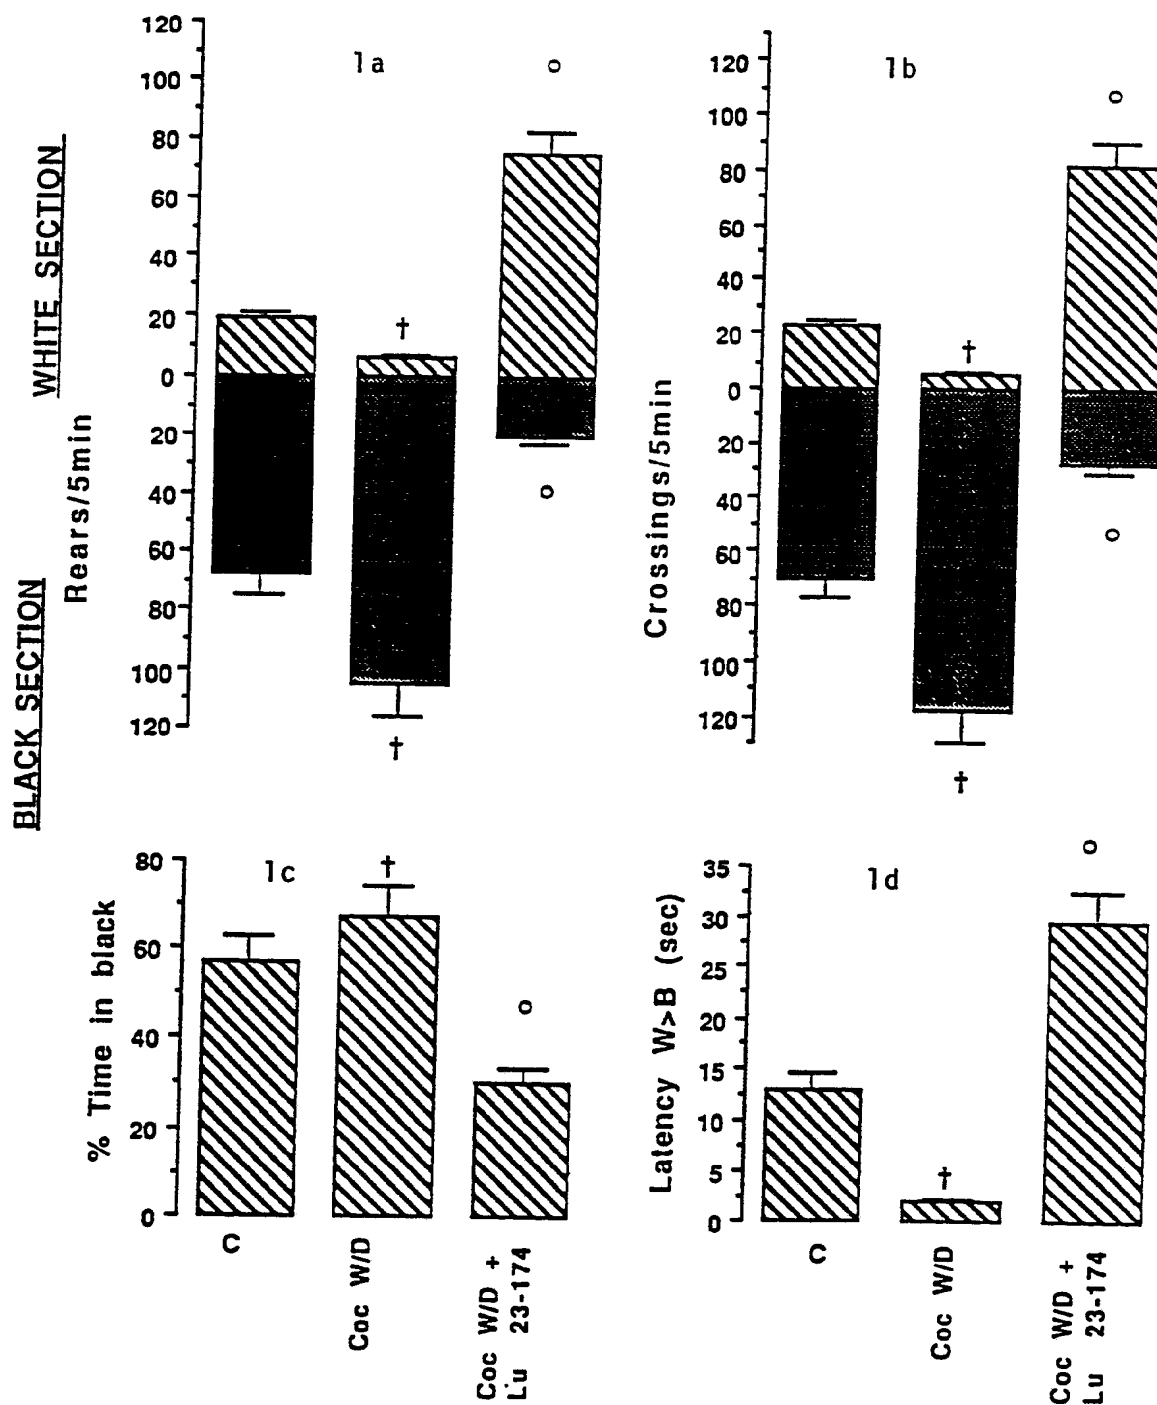 1a
120
100
80
60
40
20
0
20
40
60
80
100
120
WHITE SECTION
BLACK SECTION
Rears/5min
o
†
o
†
1b
120
100
80
60
40
20
0
20
40
60
80
100
120
Crossings/5min
o
†
o
†
1c
80
60
40
20
0
% Time in black
†
o
C
Coc W/D
Coc W/D +
Lu 23-174
1d
35
30
25
20
15
10
5
0
Latency W>B (sec)
o
†
C
Coc W/D
Coc W/D +
Lu 23-174